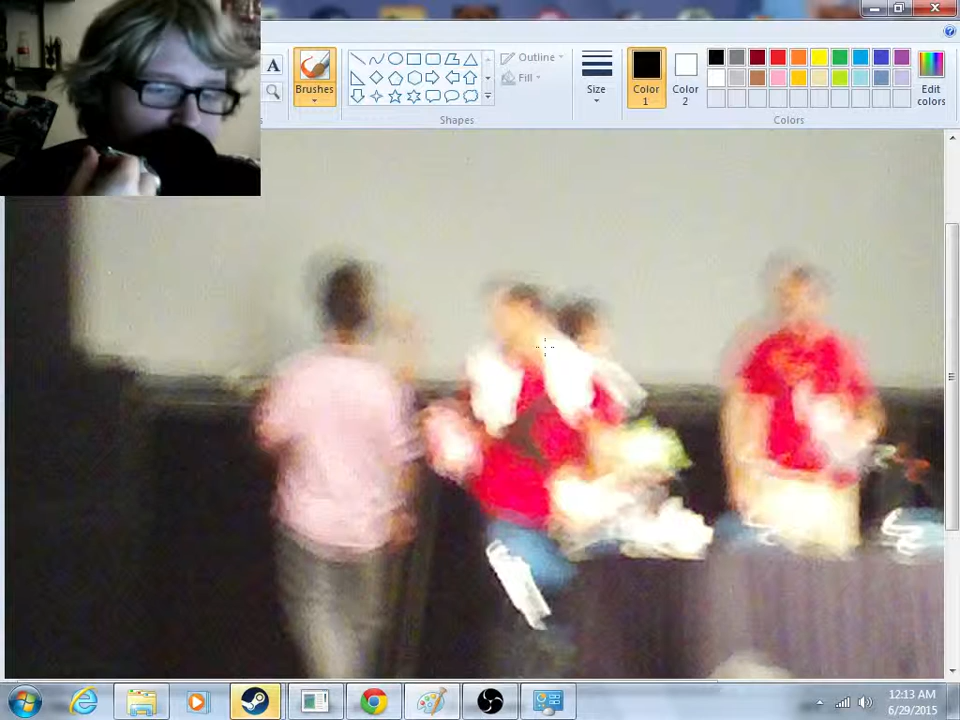 A
Brushes
Outline
Fill
Shapes
Size
Color
1
Color
2
Edit
colors
Colors
12:13 AM
6/29/2015